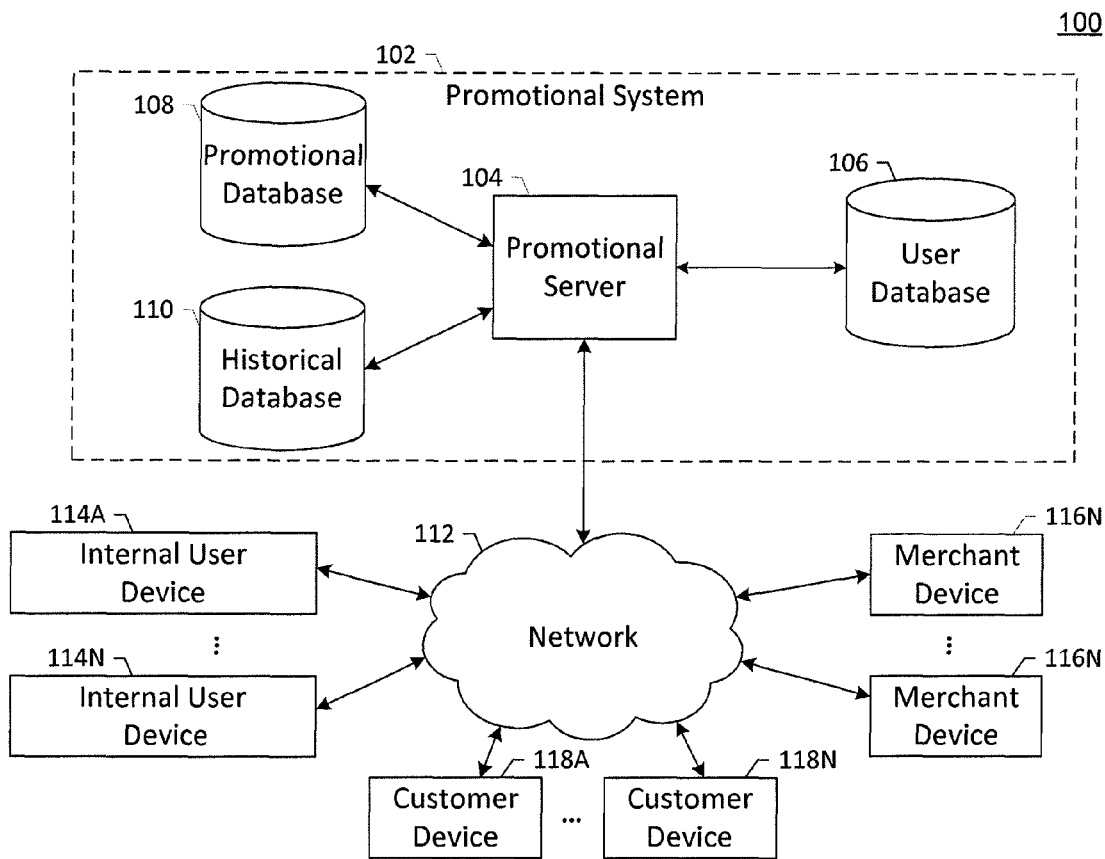 100
102
Promotional System
108
Promotional
Database
104
Promotional
Server
106
User
Database
110
Historical
Database
114A
Internal User
Device
...
114N
Internal User
Device
112
Network
116N
Merchant
Device
...
116N
Merchant
Device
118A
Customer
Device
...
118N
Customer
Device